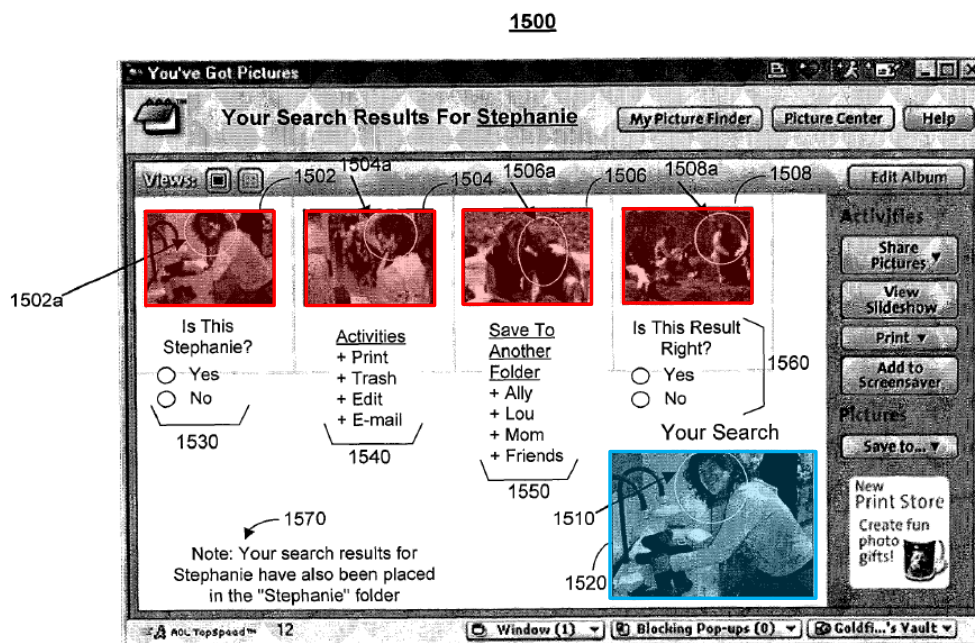 1500
You've Got Pictures
Your Search Results For Stephanie
My Picture Finder
Picture Center
Help
Views:
1502
1504a
1504
1506a
1506
1508a
1508
Edit Album
Activities
Share
Pictures
View
Slideshow
Print
Add to
Screensaver
Pictures
Save to...
New
Print Store
Create fun
photo
gifts!
1502a
Is This
Stephanie?
Yes
No
1530
Activities
+ Print
+ Trash
+ Edit
+ E-mail
1540
Save To
Another
Folder
+ Ally
+ Lou
+ Mom
+ Friends
1550
Is This Result
Right?
Yes
No
1560
Your Search
1510
1520
1570
Note: Your search results for
Stephanie have also been placed
in the "Stephanie" folder
AOL TopSpeed™ 12
Window (1)
Blocking Pop-ups (0)
Goldfi...'s Vault